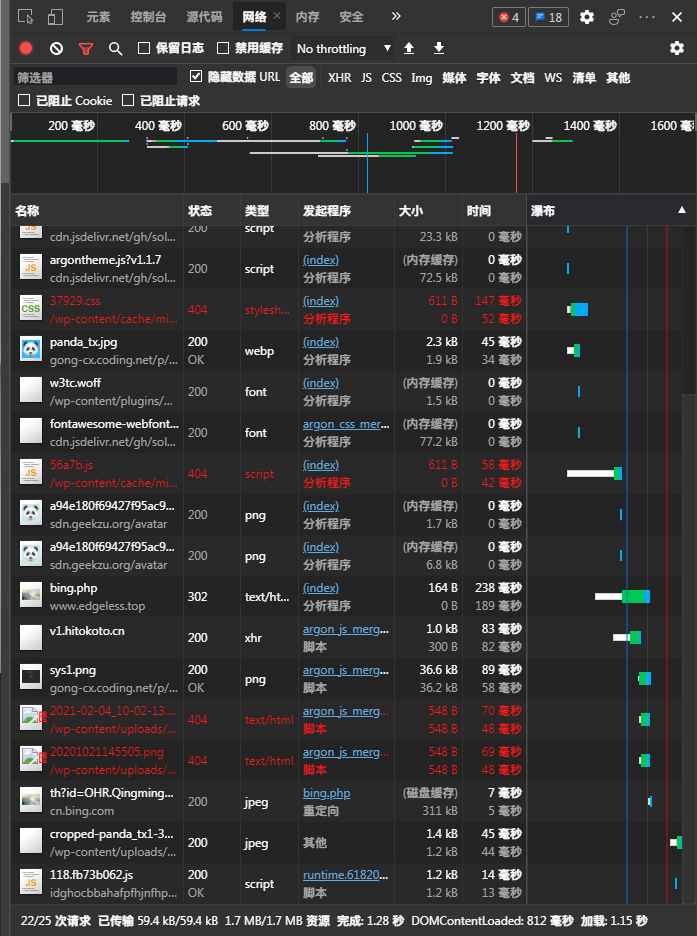 元素 控制台 源代码 网络 内存 安全 4 18
保留日志 禁用缓存 No throttling
筛选器 隐藏数据 URL 全部 XHR JS CSS Img 媒体 字体 文档 WS 清单 其他
已阻止 Cookie 已阻止请求
200 毫秒 400 毫秒 600 毫秒 800 毫秒 1000 毫秒 1200 毫秒 1400 毫秒 1600 毫
名称 状态 类型 发起程序 大小 时间 瀑布
200 script
cdn.jsdelivr.net/gh/sol... 分析程序 23.3 kB 0 毫秒
argontheme.js?v1.1.7 200 script (index) (内存缓存) 0 毫秒
cdn.jsdelivr.net/gh/sol... 分析程序 72.5 kB 0 毫秒
37929.css 404 stylesh... (index) 611 B 147 毫秒
/wp-content/cache/mi... 分析程序 0 B 52 毫秒
panda_tx.jpg 200 webp (index) 2.3 kB 45 毫秒
gong-cx.coding.net/p/... OK 分析程序 1.9 kB 34 毫秒
w3tc.woff 200 font (index) (内存缓存) 0 毫秒
/wp-content/plugins/... 分析程序 1.5 kB 0 毫秒
fontawesome-webfont... 200 font argon_css_mer... (内存缓存) 0 毫秒
cdn.jsdelivr.net/gh/sol... 77.2 kB 0 毫秒
56a7b.js 404 script (index) 611 B 58 毫秒
/wp-content/cache/mi... 分析程序 0 B 42 毫秒
a94e180f69427f95ac9... 200 png (index) (内存缓存) 0 毫秒
sdn.geekzu.org/avatar 分析程序 1.7 kB 0 毫秒
a94e180f69427f95ac9... 200 png (index) (内存缓存) 0 毫秒
sdn.geekzu.org/avatar 分析程序 6.8 kB 0 毫秒
bing.php 302 text/ht... (index) 164 B 238 毫秒
www.edgeless.top 分析程序 0 B 189 毫秒
v1.hitokoto.cn 200 xhr argon_js_merg... 1.0 kB 83 毫秒
脚本 300 B 82 毫秒
sys1.png 200 png argon_js_merg... 36.6 kB 89 毫秒
gong-cx.coding.net/p/... OK 脚本 36.2 kB 58 毫秒
2021-02-04_10-02-13.... 404 text/html argon_js_merg... 548 B 70 毫秒
/wp-content/uploads/... 脚本 548 B 48 毫秒
20201021145505.png 404 text/html argon_js_merg... 548 B 69 毫秒
/wp-content/uploads/... 脚本 548 B 48 毫秒
th?id=OHR.Qingming... 200 jpeg bing.php (磁盘缓存) 7 毫秒
cn.bing.com 重定向 311 kB 5 毫秒
cropped-panda_tx1-3... 200 jpeg 其他 1.4 kB 45 毫秒
/wp-content/uploads/... 1.2 kB 44 毫秒
118.fb73b062.js 200 script runtime.61820... 1.2 kB 14 毫秒
idghocbbahafpfhjnfhp... OK 脚本 1.2 kB 13 毫秒
22/25 次请求 已传输 59.4 kB/59.4 kB 1.7 MB/1.7 MB 资源 完成: 1.28 秒 DOMContentLoaded: 812 毫秒 加载: 1.15 秒